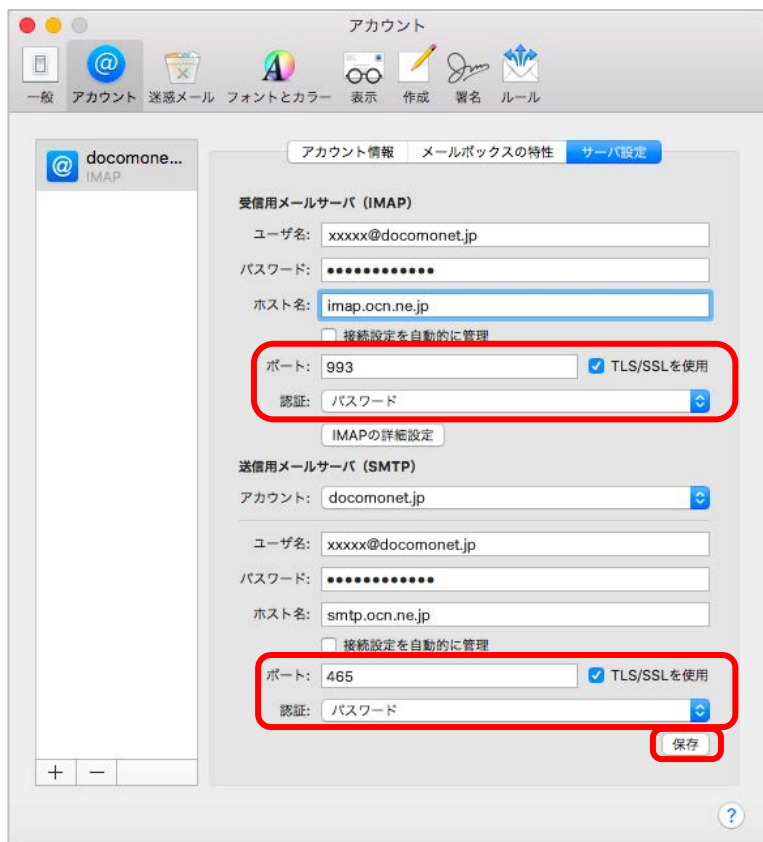 アカウント
一般 アカウント 迷惑メール フォントとカラー 表示 作成 署名 ルール
docomone...
IMAP
アカウント情報 メールボックスの特性 サーバ設定
受信用メールサーバ（IMAP）
ユーザ名: xxxxx@docomonet.jp
パスワード: ●●●●●●●●●●●●
ホスト名: imap.ocn.ne.jp
接続設定を自動的に管理
ポート: 993 TLS/SSLを使用
認証: パスワード
IMAPの詳細設定
送信用メールサーバ（SMTP）
アカウント: docomonet.jp
ユーザ名: xxxxx@docomonet.jp
パスワード: ●●●●●●●●●●●●
ホスト名: smtp.ocn.ne.jp
接続設定を自動的に管理
ポート: 465 TLS/SSLを使用
認証: パスワード
保存
+ −
?